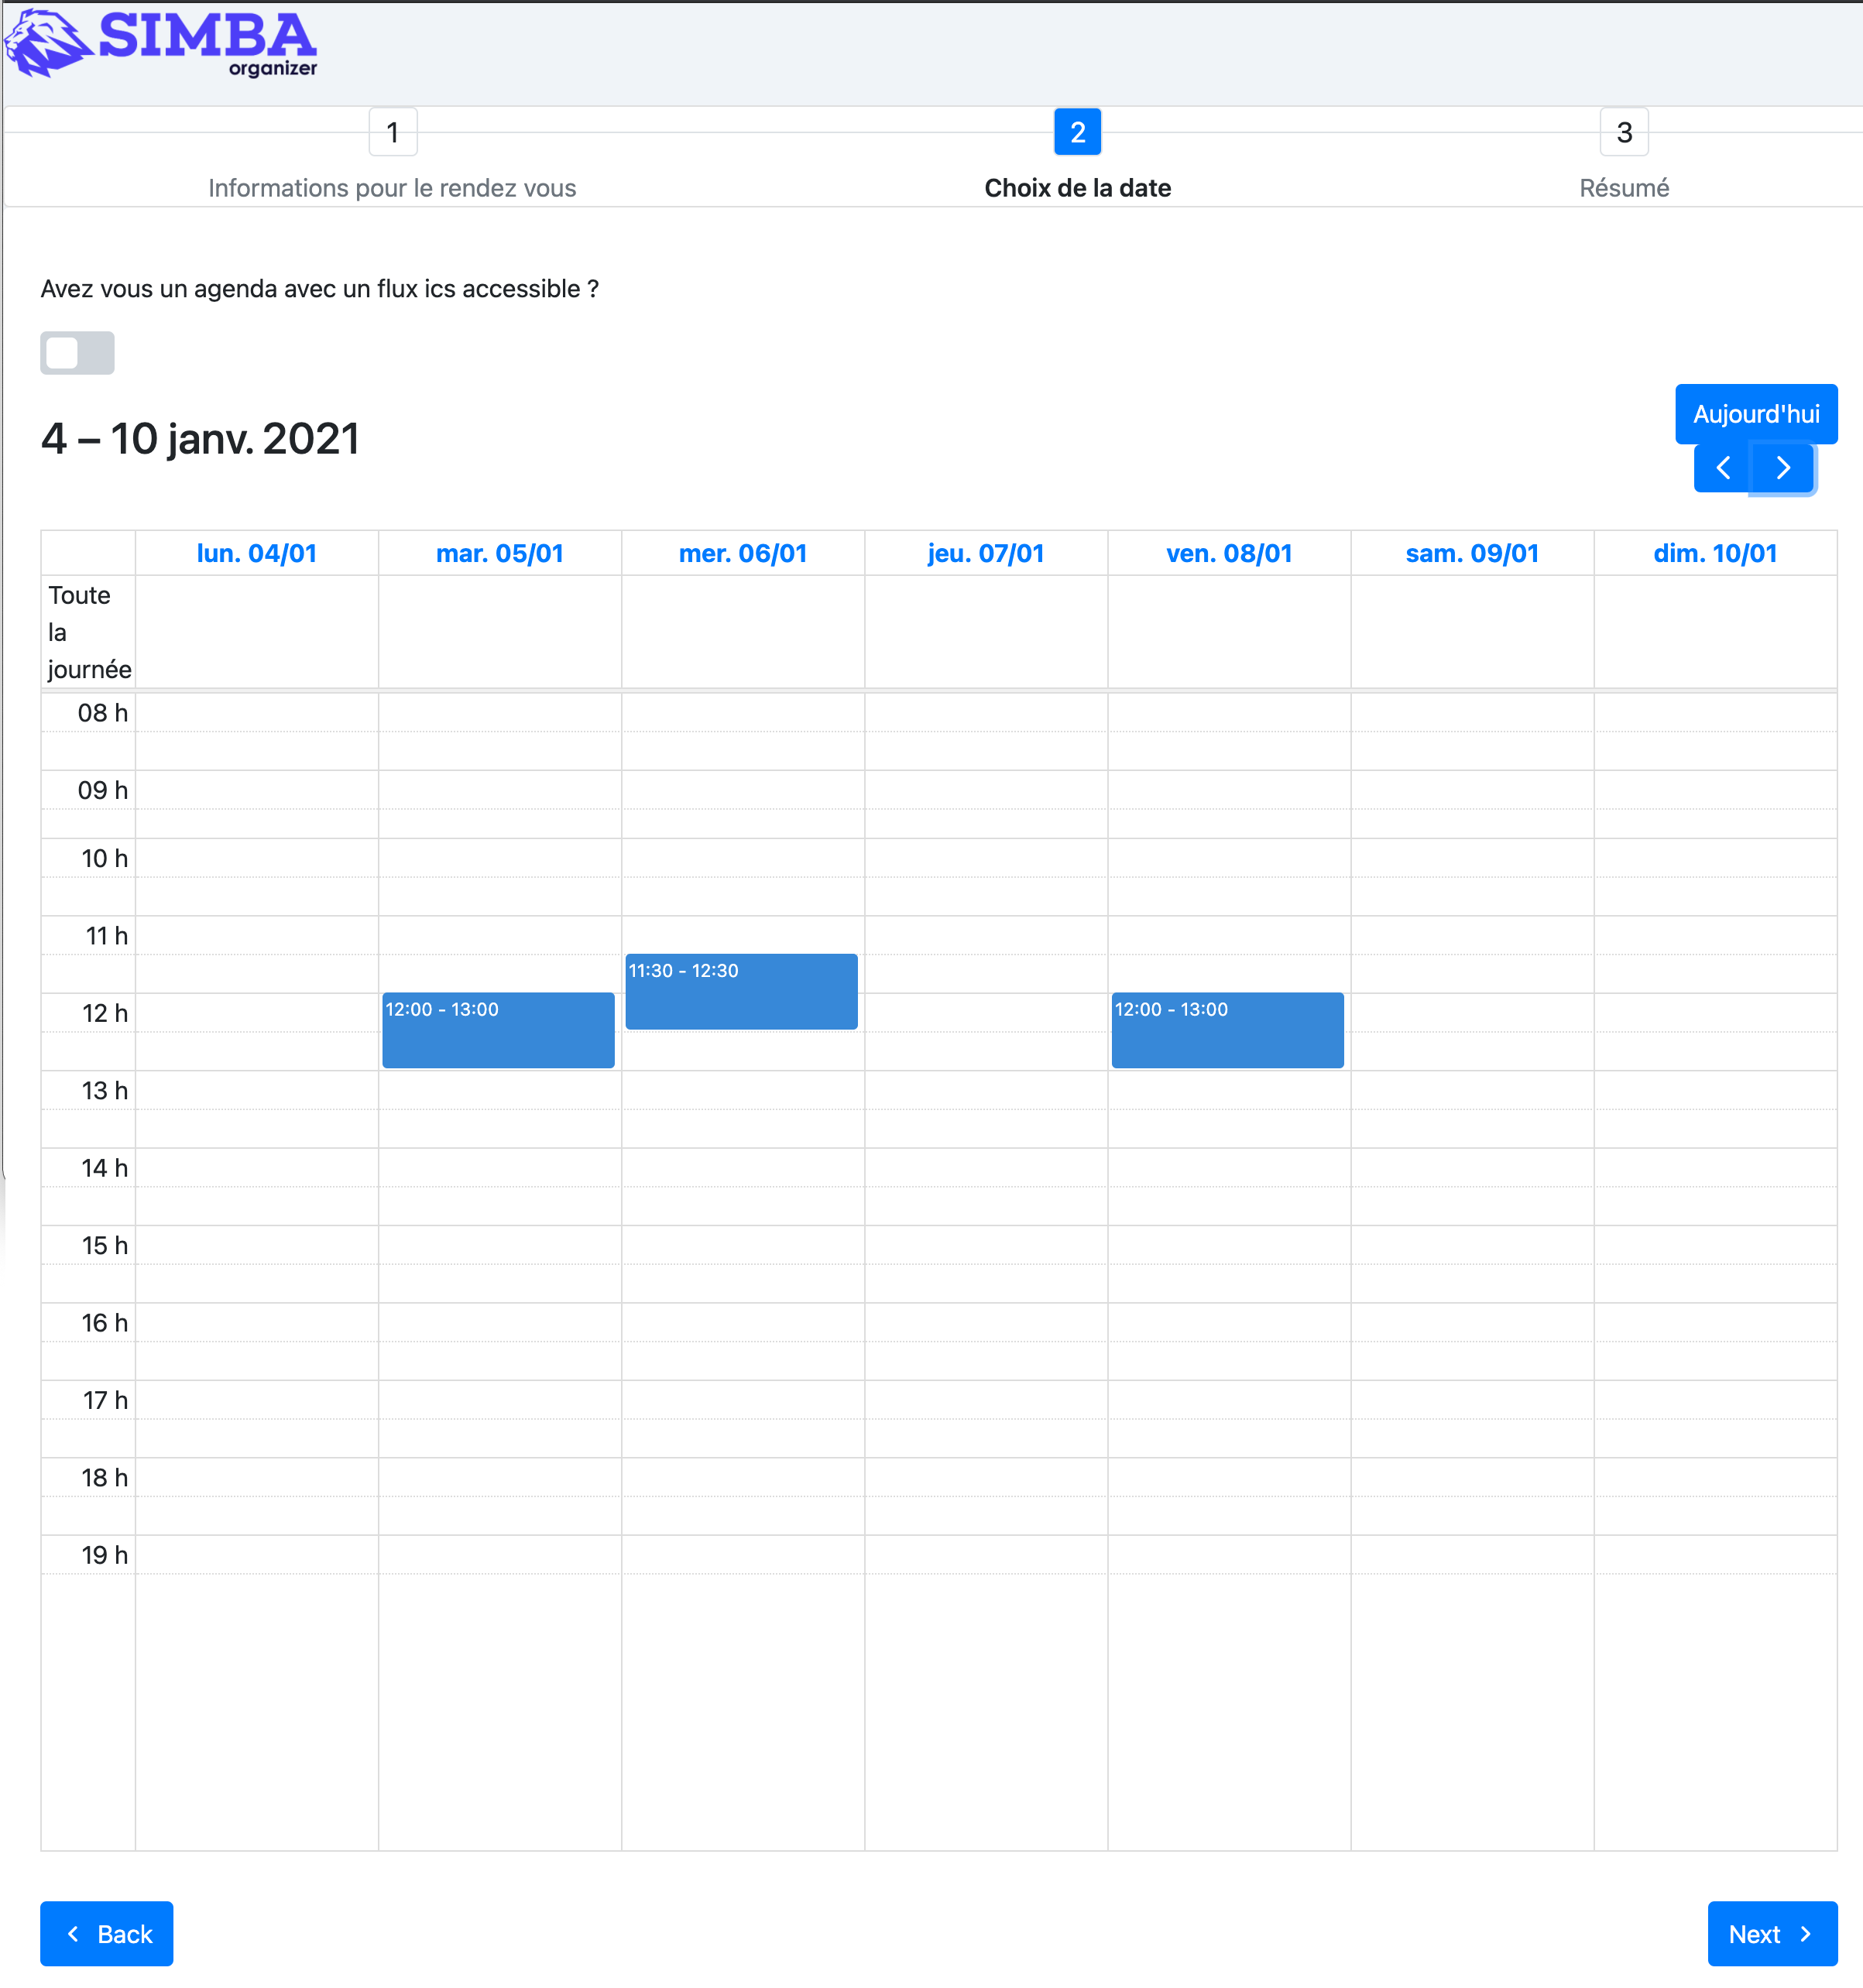 SIMBA
organizer
1
2
3
Informations pour le rendez vous
Choix de la date
Résumé
Avez vous un agenda avec un flux ics accessible ?
Aujourd'hui
4 – 10 janv. 2021
lun. 04/01
mar. 05/01
mer. 06/01
jeu. 07/01
ven. 08/01
sam. 09/01
dim. 10/01
Toute
la
journée
08 h
09 h
10 h
11 h
11:30 - 12:30
12 h
12:00 - 13:00
12:00 - 13:00
13 h
14 h
15 h
16 h
17 h
18 h
19 h
Back
Next